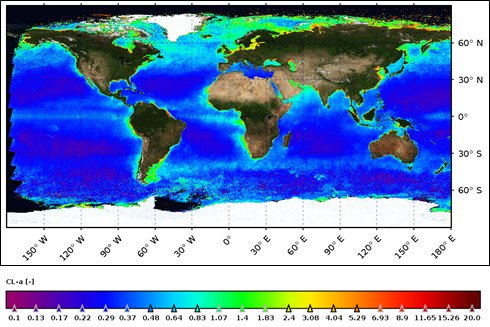 60° N
30° N
0°
30° S
60° S
150° W 120° W 90° W 60° W 30° W 0° 30° E 60° E 90° E 120° E 150° E 180° E
CL-a [-]
0.1 0.13 0.17 0.22 0.29 0.37 0.48 0.64 0.83 1.07 1.4 1.83 2.4 3.08 4.04 5.29 6.93 8.9 11.65 15.26 20.0